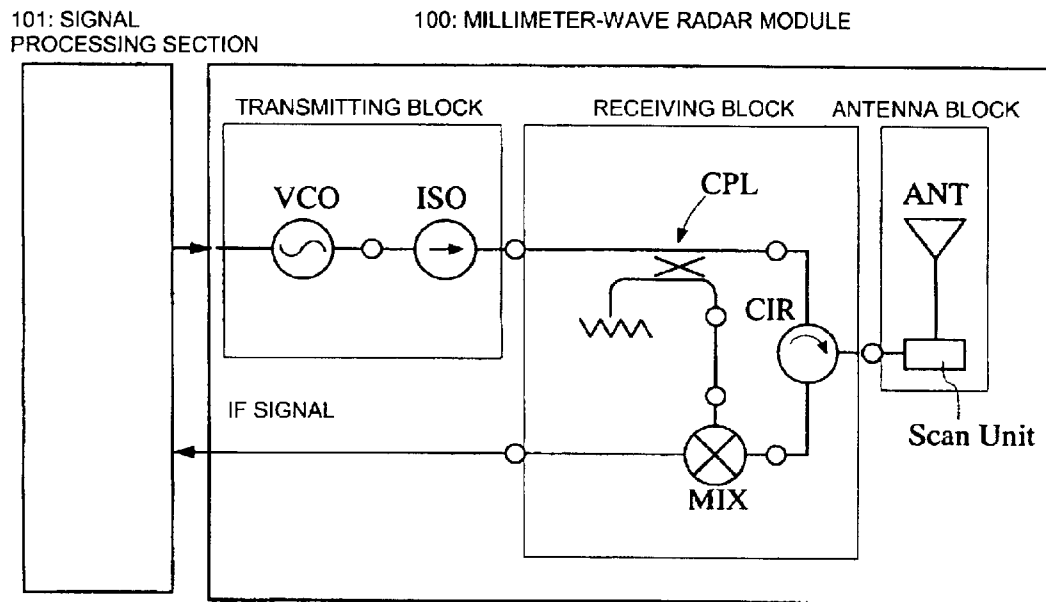 101: SIGNAL
PROCESSING SECTION
100: MILLIMETER-WAVE RADAR MODULE
TRANSMITTING BLOCK
RECEIVING BLOCK
ANTENNA BLOCK
VCO
ISO
CPL
ANT
CIR
IF SIGNAL
Scan Unit
MIX